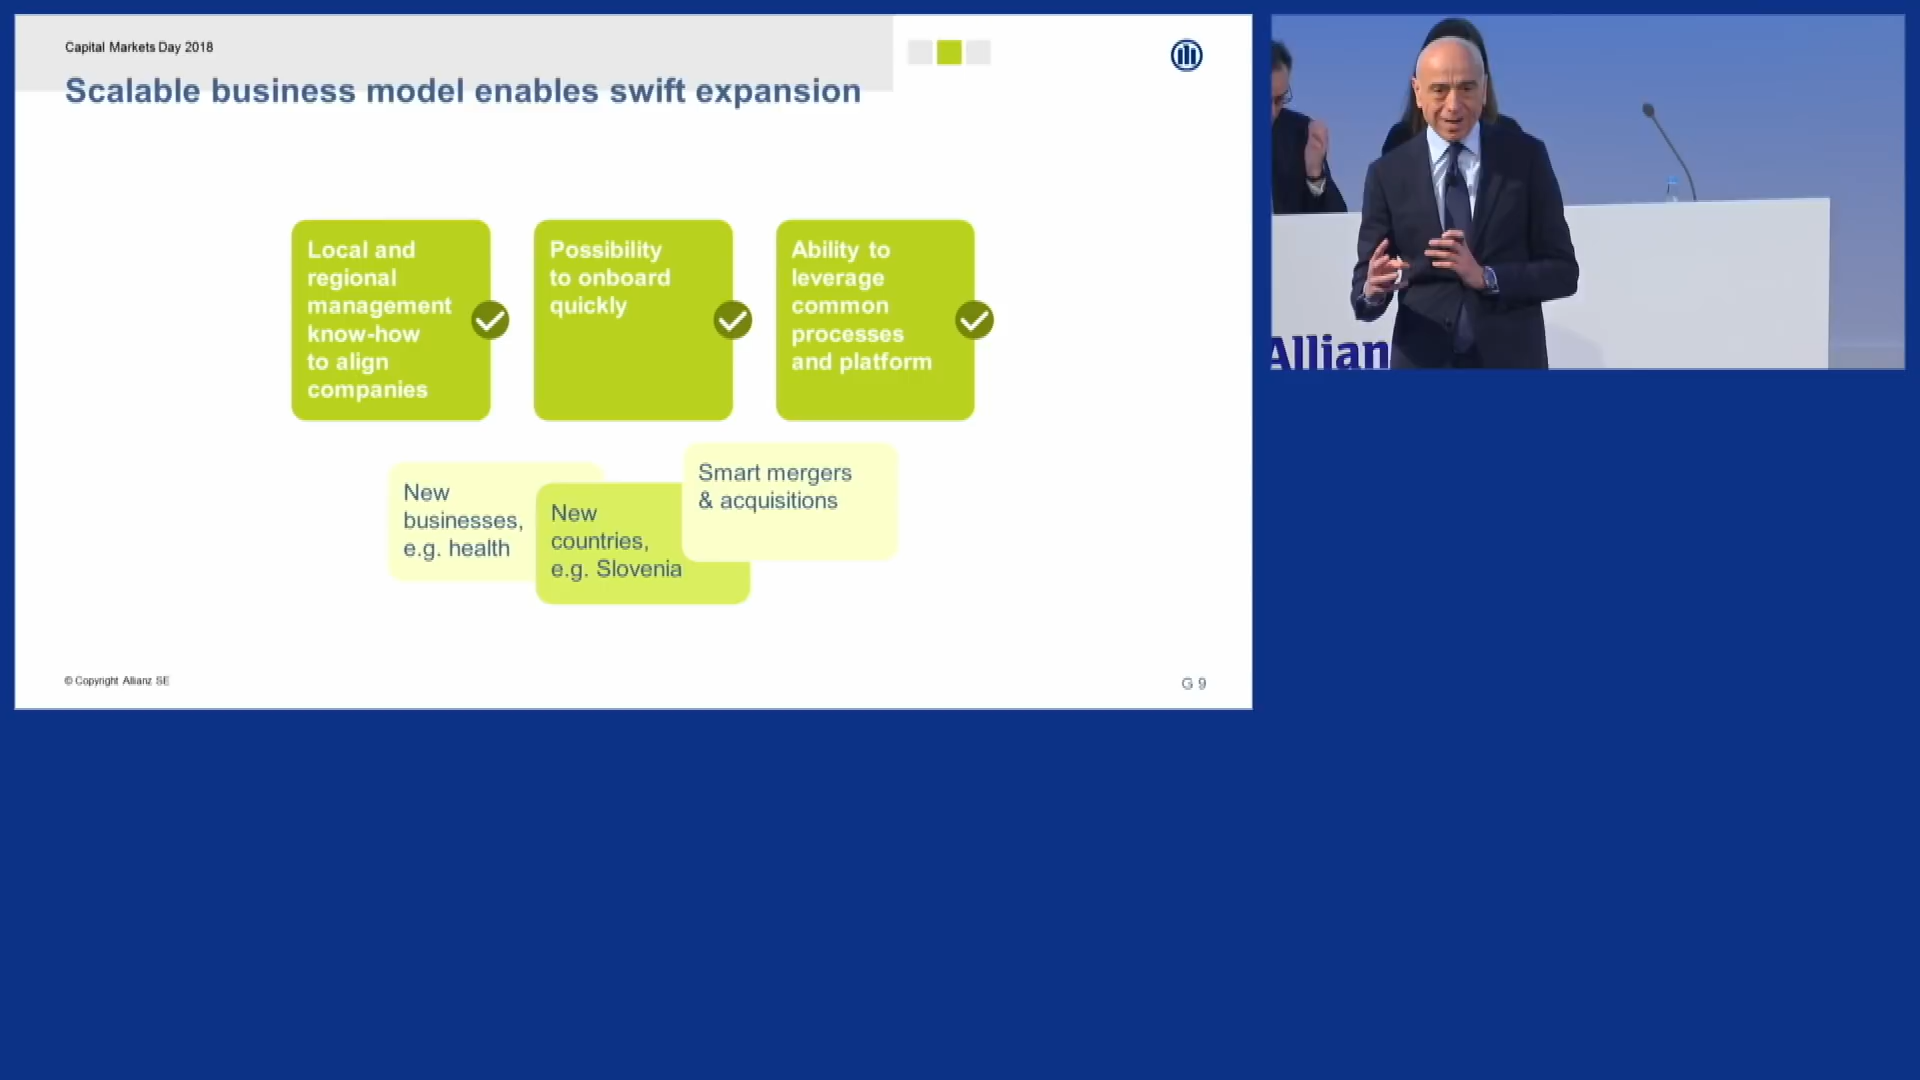 Capital Markets Day 2018
Scalable business model enables swift expansion
Local and
regional
management
know-how
to align
companies
Possibility
to onboard
quickly
Ability to
leverage
common
processes
and platform
New
businesses,
e.g. health
New
countries,
e.g. Slovenia
Smart mergers
& acquisitions
© Copyright Allianz SE
G 9
Allian